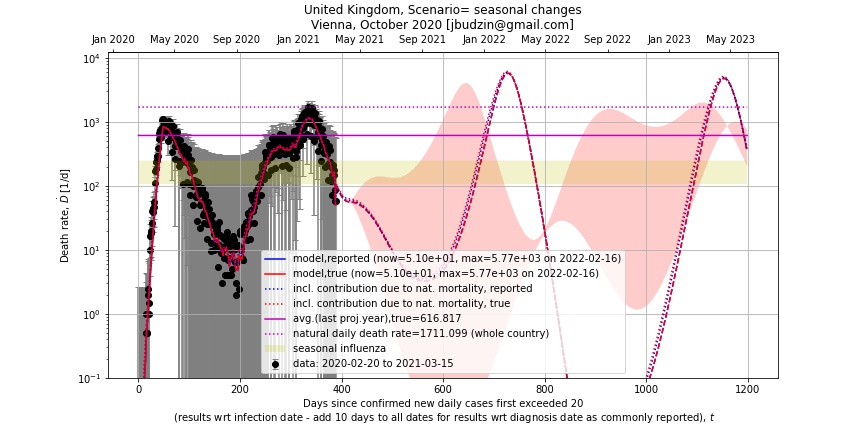 United Kingdom, Scenario= seasonal changes
Vienna, October 2020 [jbudzin@gmail.com]
Jan 2020 May 2020 Sep 2020 Jan 2021 May 2021 Sep 2021 Jan 2022 May 2022 Sep 2022 Jan 2023 May 2023
10⁴
10³
10²
10¹
10⁰
10⁻¹
Death rate, Ḋ [1/d]
model,reported (now=5.10e+01, max=5.77e+03 on 2022-02-16)
model,true (now=5.10e+01, max=5.77e+03 on 2022-02-16)
incl. contribution due to nat. mortality, reported
incl. contribution due to nat. mortality, true
avg.(last proj.year),true=616.817
natural daily death rate=1711.099 (whole country)
seasonal influenza
data: 2020-02-20 to 2021-03-15
0 200 400 600 800 1000 1200
Days since confirmed new daily cases first exceeded 20
(results wrt infection date - add 10 days to all dates for results wrt diagnosis date as commonly reported), t